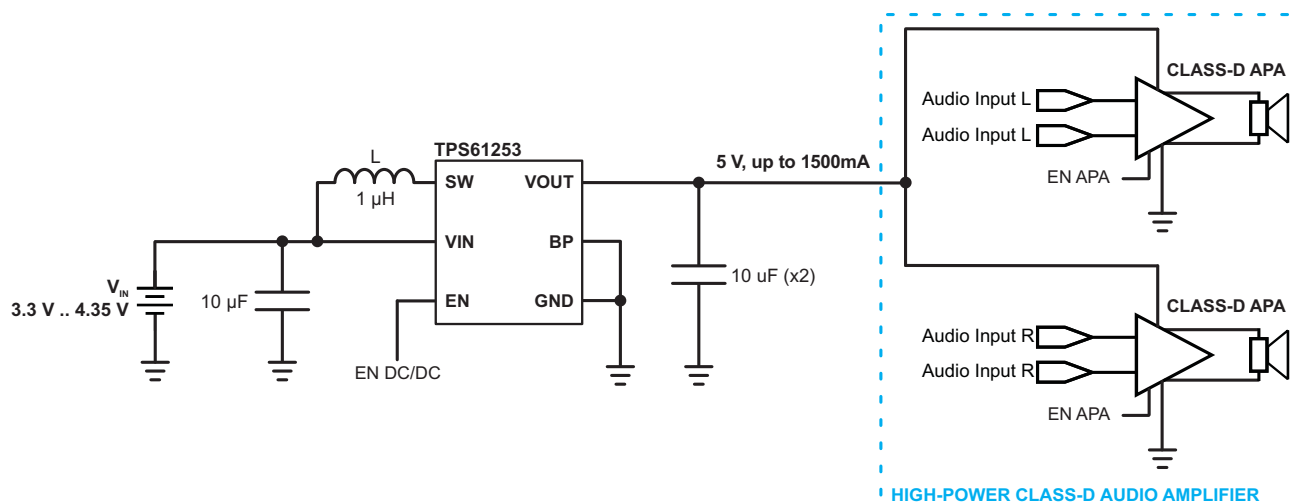 CLASS-D APA
Audio Input L
Audio Input L
EN APA
TPS61253
L
1 µH
SW
VOUT
5 V, up to 1500mA
VIN
BP
EN
GND
V_IN
3.3 V .. 4.35 V
10 µF
10 uF (x2)
EN DC/DC
CLASS-D APA
Audio Input R
Audio Input R
EN APA
HIGH-POWER CLASS-D AUDIO AMPLIFIER